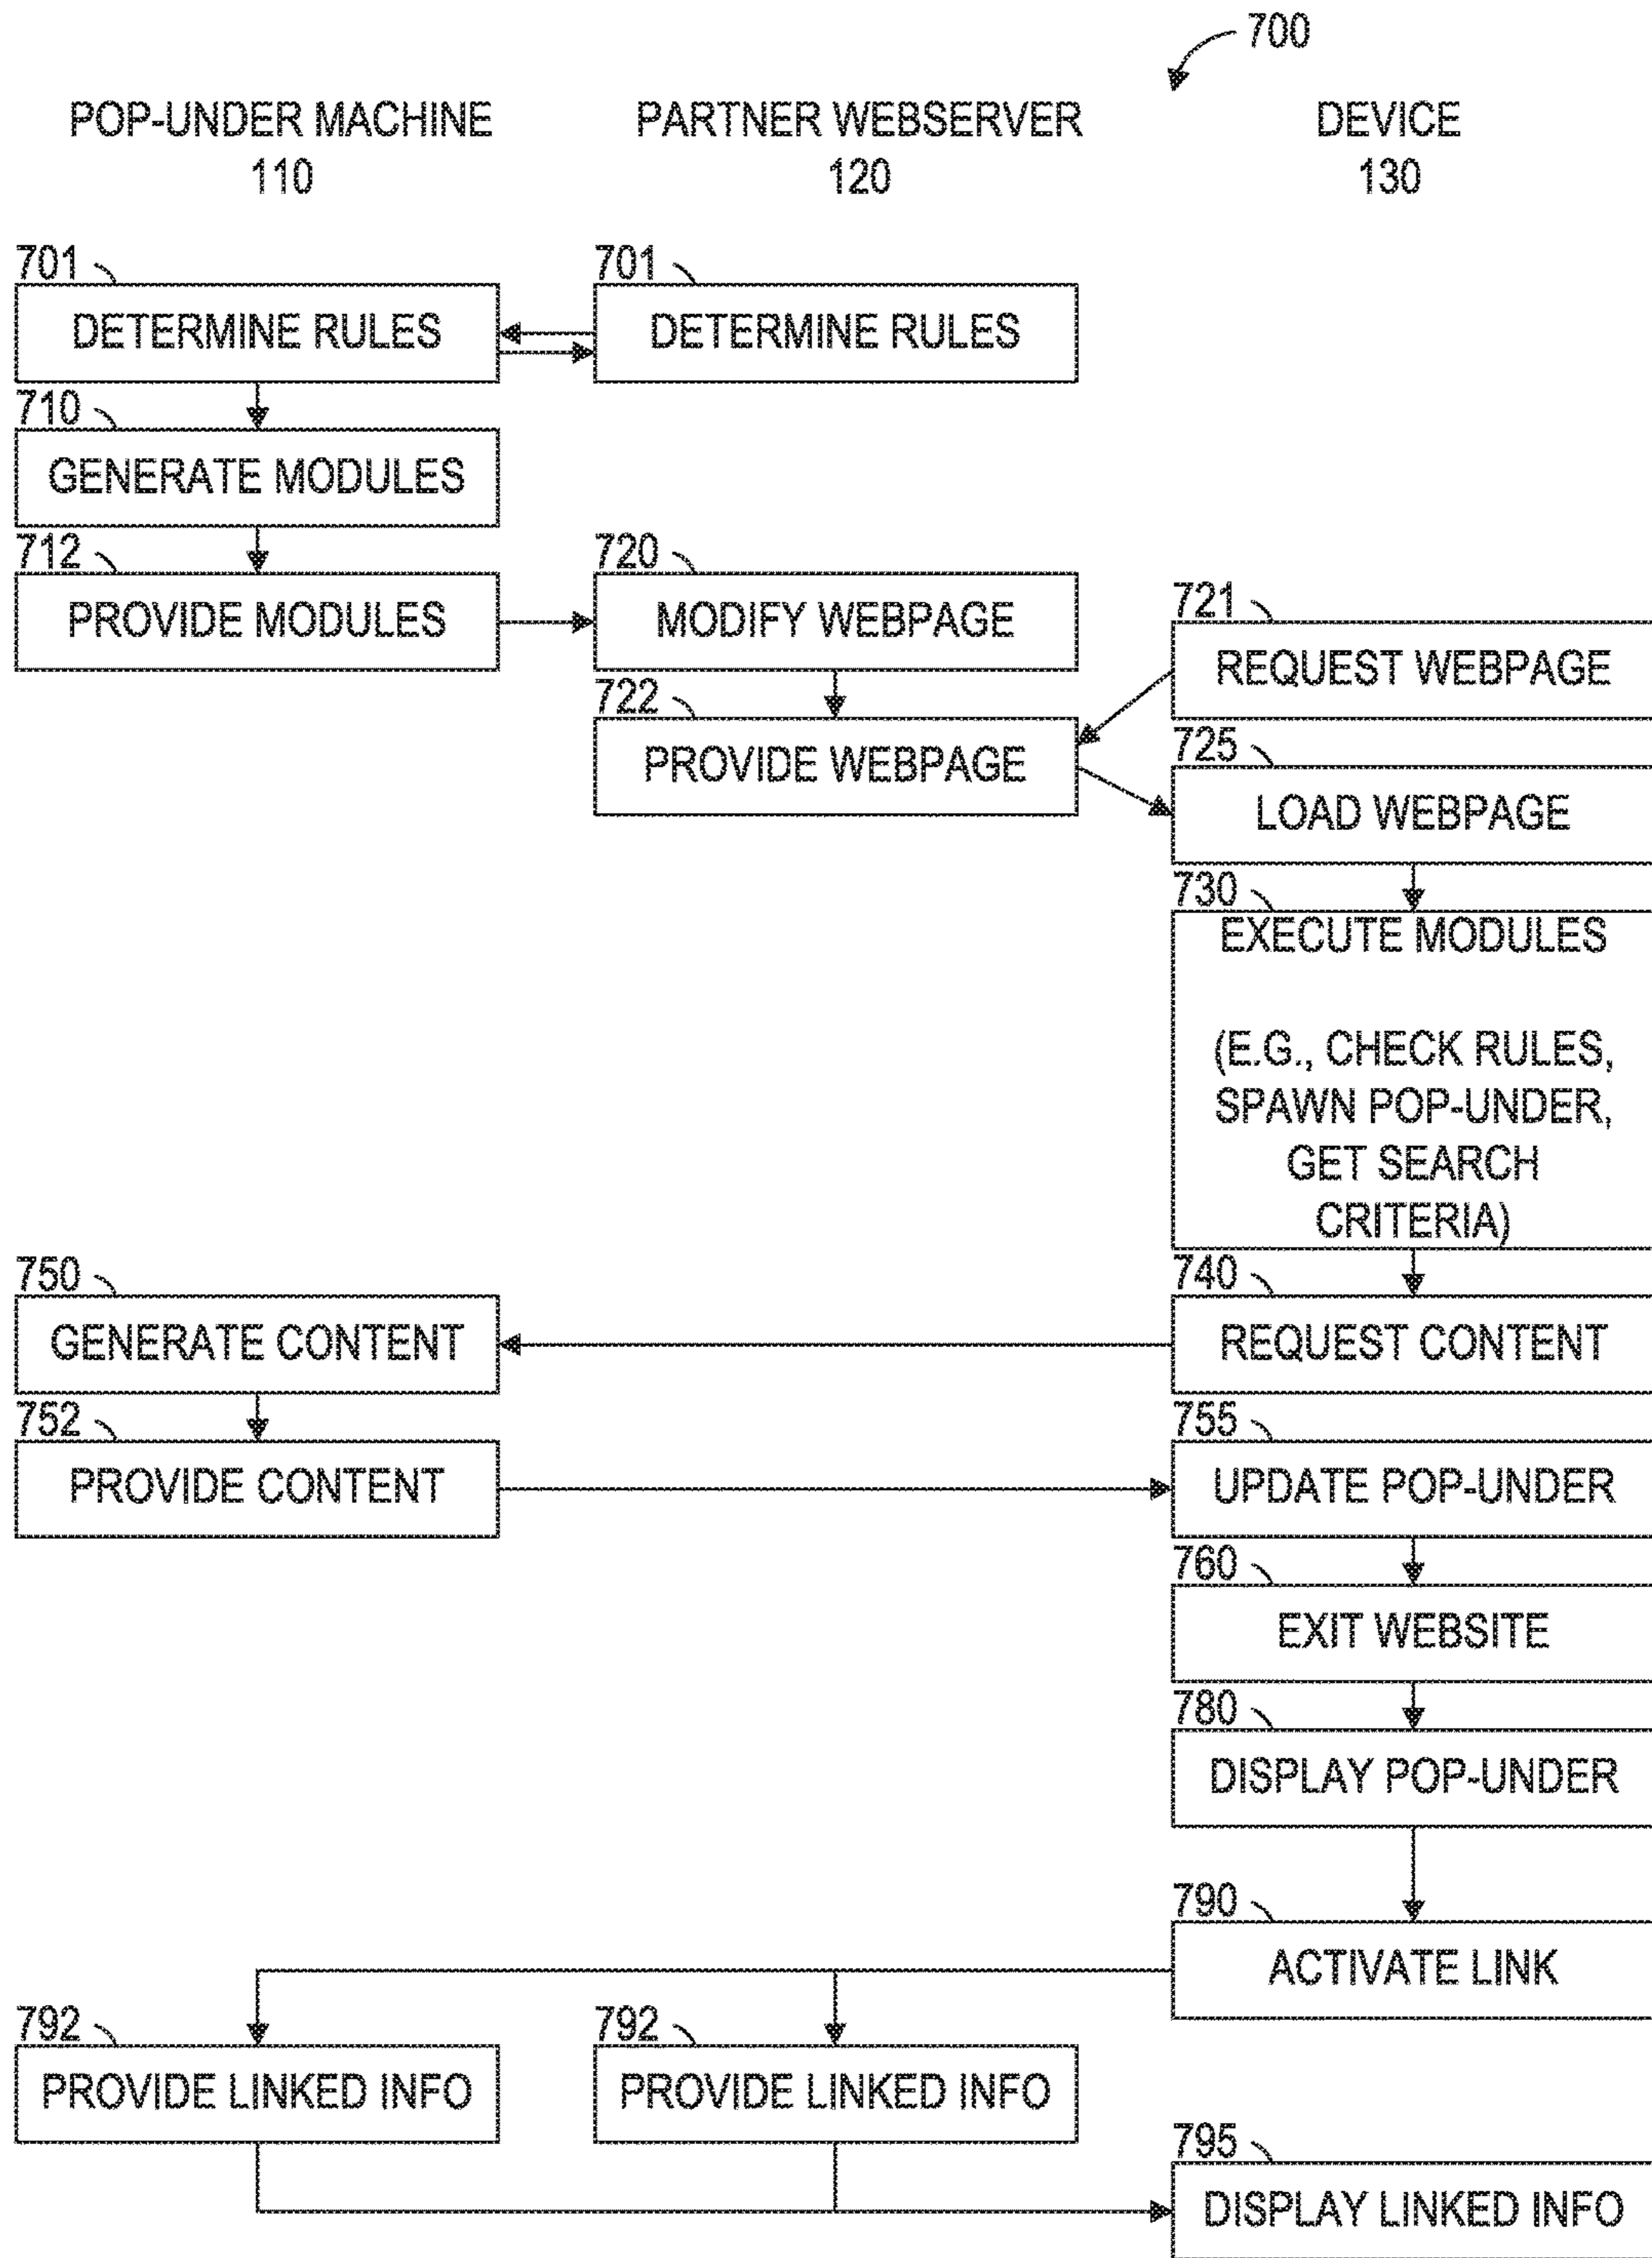 700
POP-UNDER MACHINE
110
PARTNER WEBSERVER
120
DEVICE
130
701
DETERMINE RULES
701
DETERMINE RULES
710
GENERATE MODULES
712
PROVIDE MODULES
720
MODIFY WEBPAGE
721
REQUEST WEBPAGE
722
PROVIDE WEBPAGE
725
LOAD WEBPAGE
730
EXECUTE MODULES
(E.G., CHECK RULES,
SPAWN POP-UNDER,
GET SEARCH
CRITERIA)
740
REQUEST CONTENT
750
GENERATE CONTENT
752
PROVIDE CONTENT
755
UPDATE POP-UNDER
760
EXIT WEBSITE
780
DISPLAY POP-UNDER
790
ACTIVATE LINK
792
PROVIDE LINKED INFO
792
PROVIDE LINKED INFO
795
DISPLAY LINKED INFO